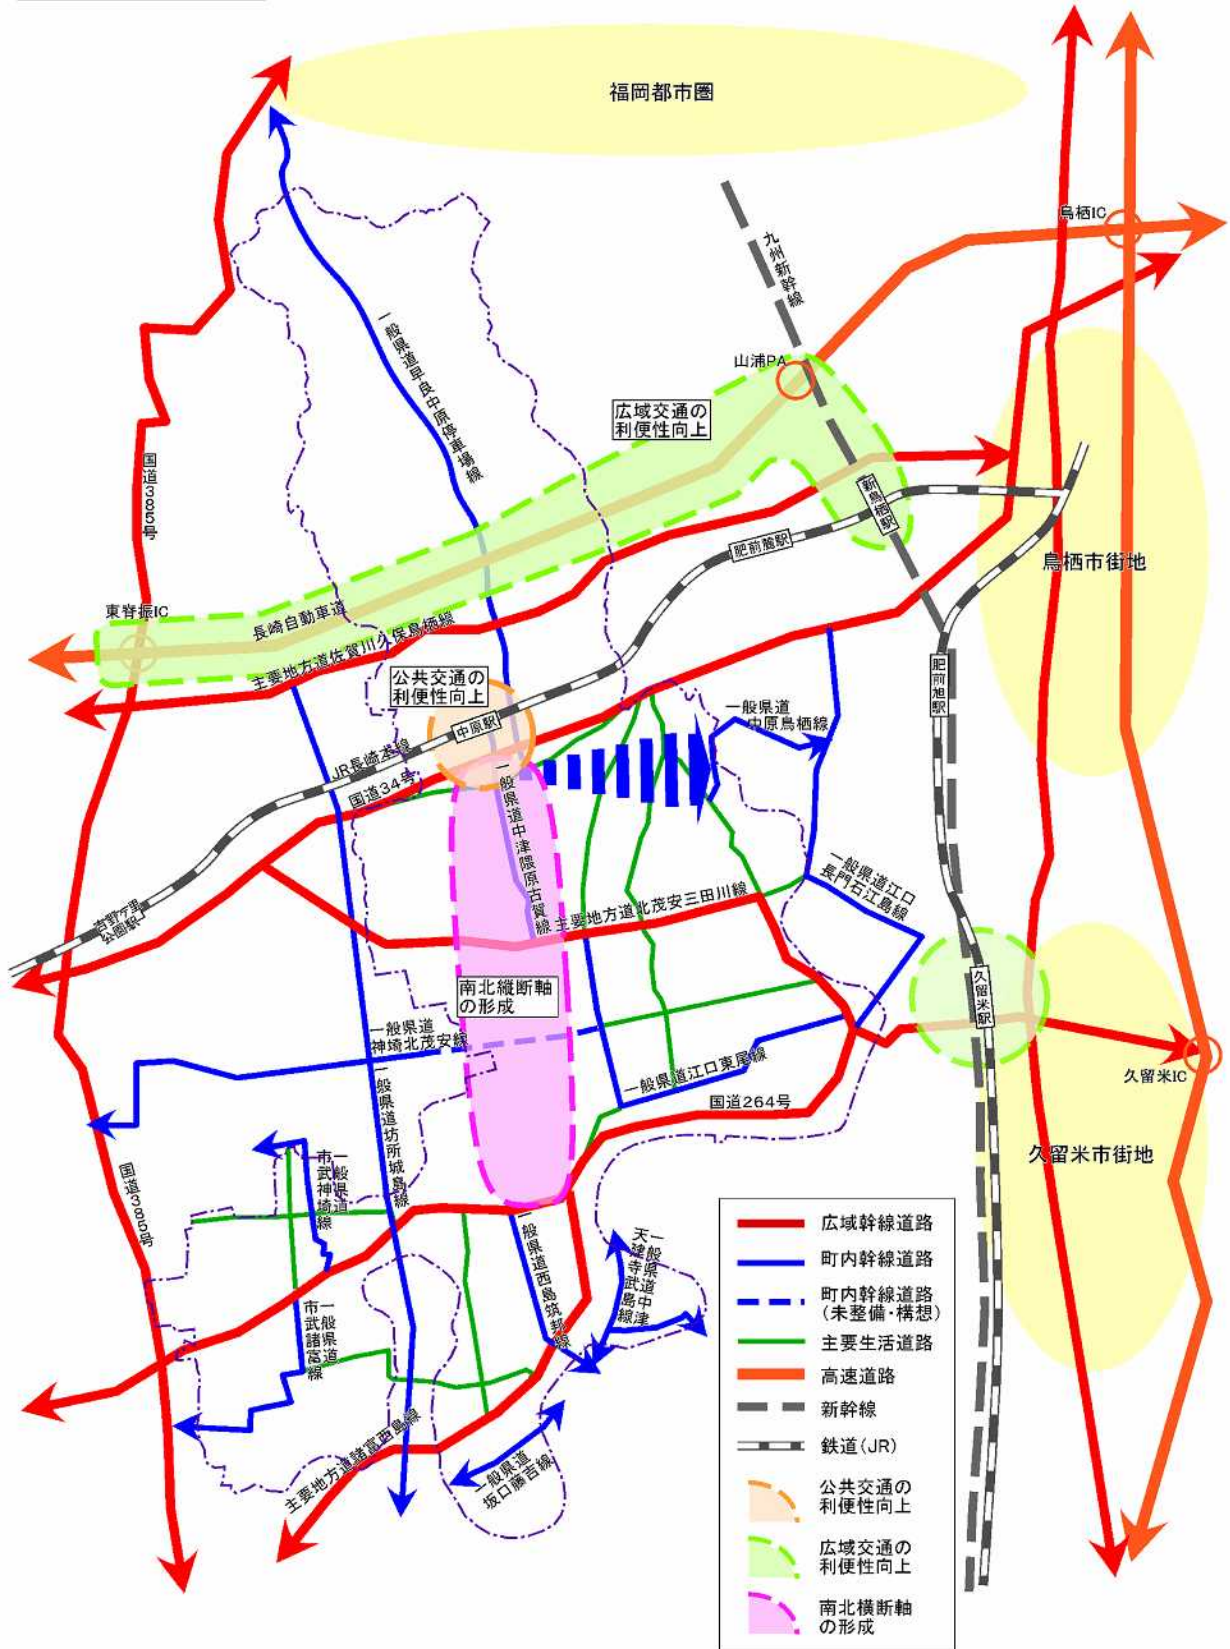 福岡都市圏
鳥栖IC
九州新幹線
山浦PA
広域交通の
利便性向上
一般県道早良中原停車場線
国道385号
新鳥栖駅
肥前麓駅
鳥栖市街地
東脊振IC
長崎自動車道
主要地方道佐賀川久保鳥栖線
公共交通の
利便性向上
中原駅
肥前旭駅
一般県道
中原鳥栖線
JR長崎本線
国道34号
一般県道中津隈原古賀線
一般県道江口
長門石江島線
主要地方道北茂安三田川線
吉野ヶ里
公園駅
南北縦断軸
の形成
久留米駅
一般県道
神埼北茂安線
一般県道江口東尾線
久留米IC
国道264号
一般県道坊所城島線
久留米市街地
国道385号
一般県道
市武神埼線
一般県道西島筑邦線
一般県道中津
天建寺武島線
一般県道
市武諸富線
主要地方道諸富西島線
一般県道
坂口藤吉線
広域幹線道路
町内幹線道路
町内幹線道路
(未整備・構想)
主要生活道路
高速道路
新幹線
鉄道(JR)
公共交通の
利便性向上
広域交通の
利便性向上
南北横断軸
の形成